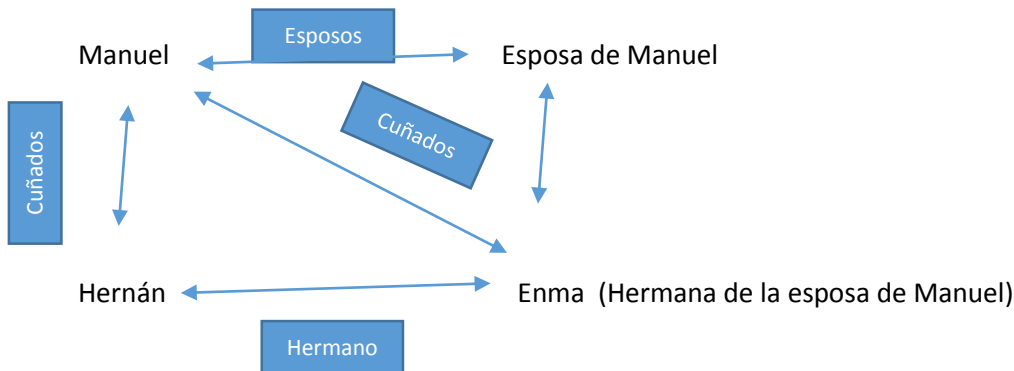 Esposos
Manuel
Esposa de Manuel
Cuñados
Cuñados
Hernán
Enma (Hermana de la esposa de Manuel)
Hermano